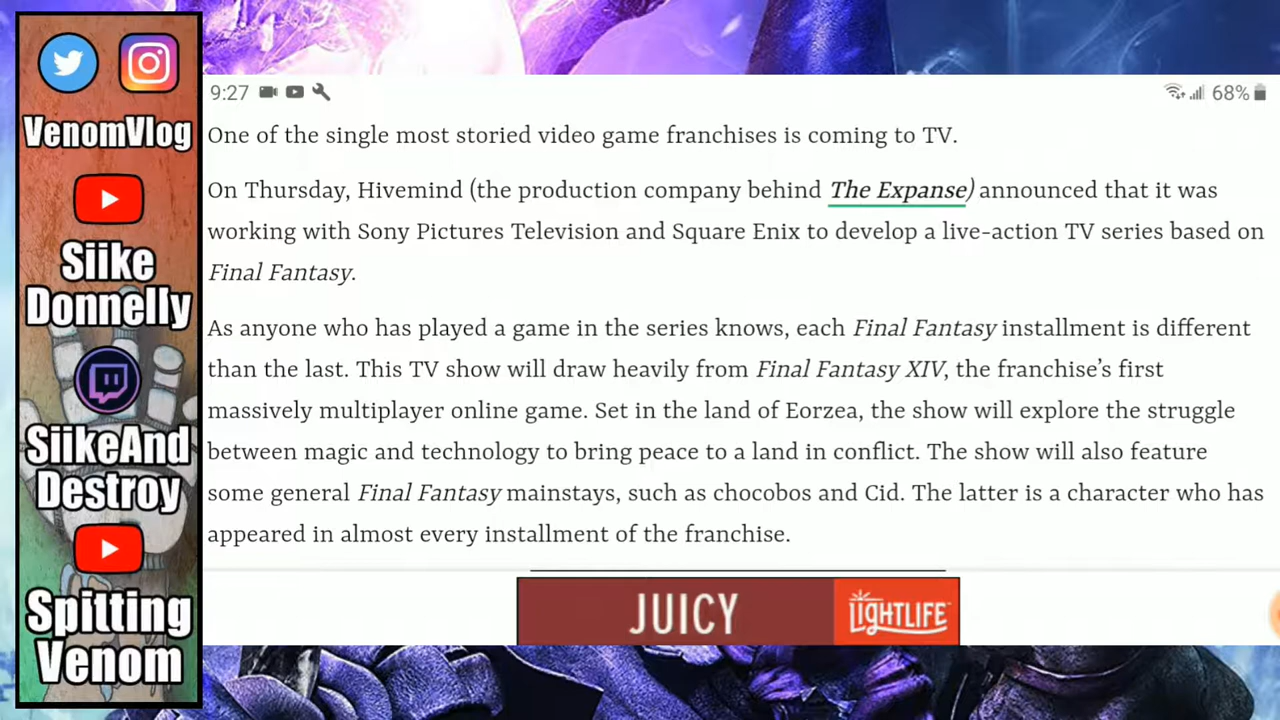 VenomVlog
Siike
Donnelly
SiikeAnd
Destroy
Spitting
Venom
9:27
68%
One of the single most storied video game franchises is coming to TV.
On Thursday, Hivemind (the production company behind The Expanse) announced that it was
working with Sony Pictures Television and Square Enix to develop a live-action TV series based on
Final Fantasy.
As anyone who has played a game in the series knows, each Final Fantasy installment is different
than the last. This TV show will draw heavily from Final Fantasy XIV, the franchise’s first
massively multiplayer online game. Set in the land of Eorzea, the show will explore the struggle
between magic and technology to bring peace to a land in conflict. The show will also feature
some general Final Fantasy mainstays, such as chocobos and Cid. The latter is a character who has
appeared in almost every installment of the franchise.
JUICY
LIGHTLIFE